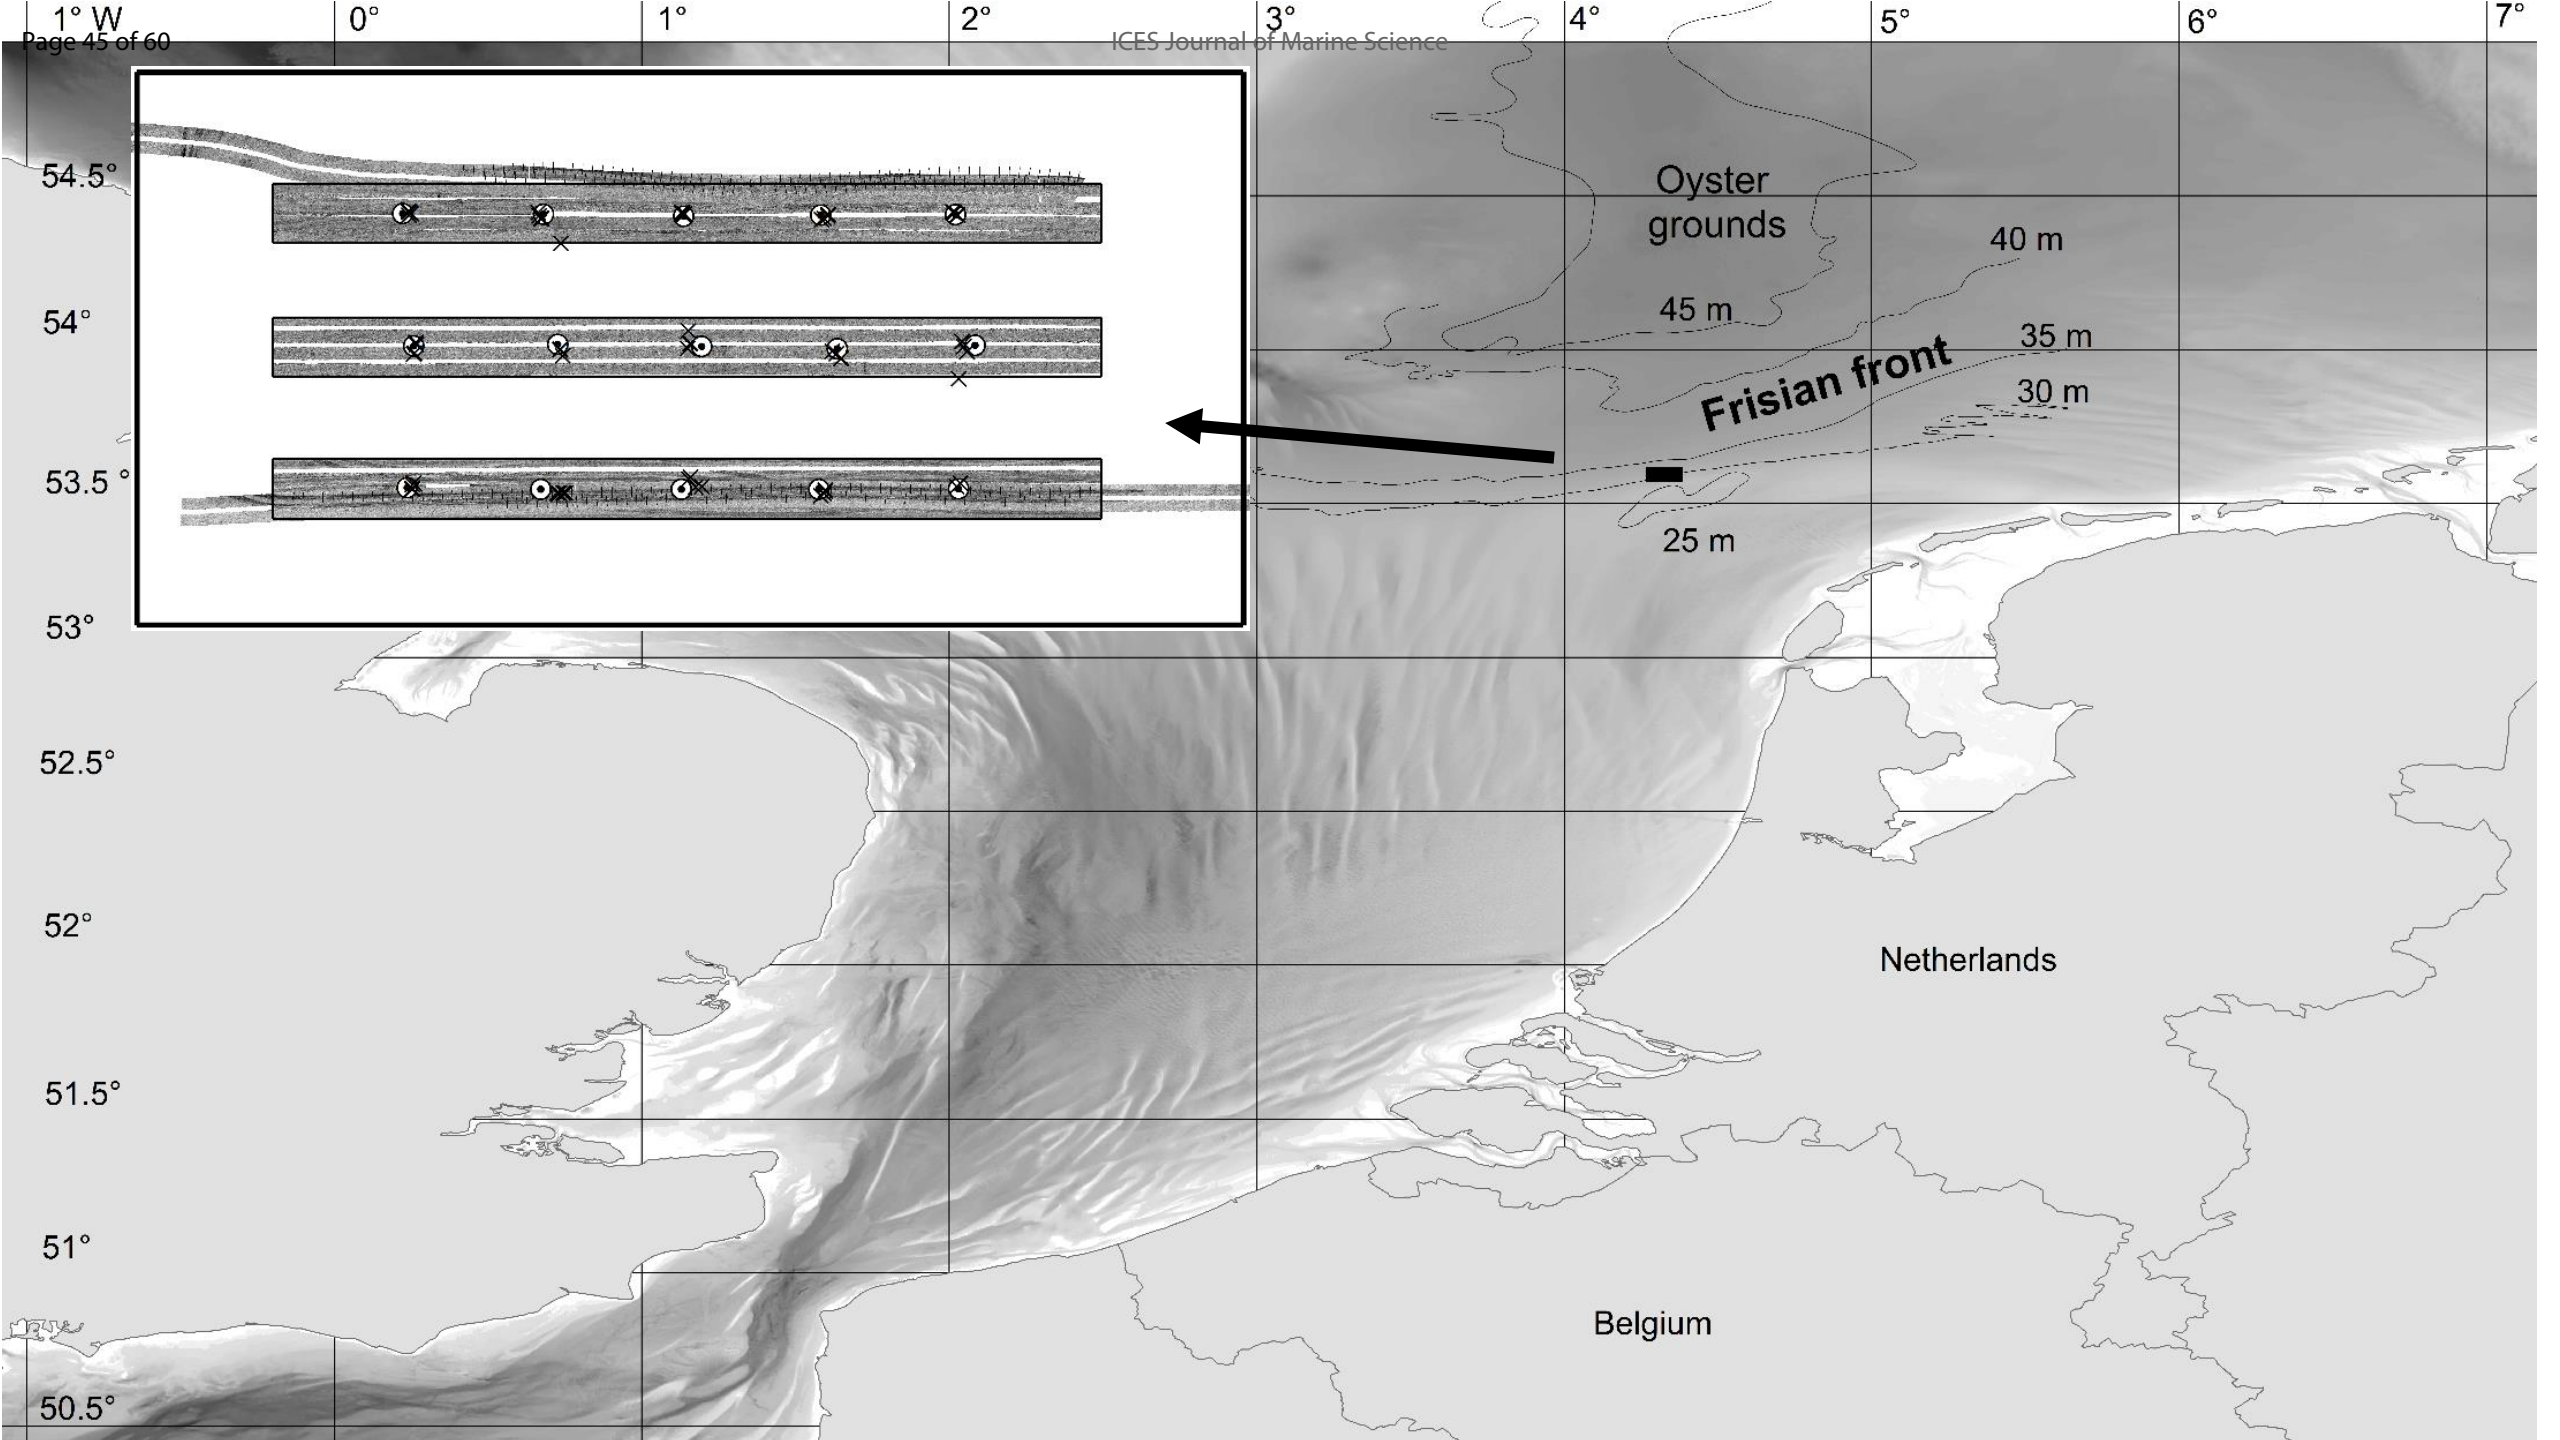 1° W
0°
1°
2°
3°
4°
5°
6°
7°
Page 45 of 60
ICES Journal of Marine Science
54.5°
54°
53.5 °
53°
52.5°
52°
51.5°
51°
50.5°
Oyster
grounds
40 m
45 m
35 m
Frisian front
30 m
25 m
Netherlands
Belgium